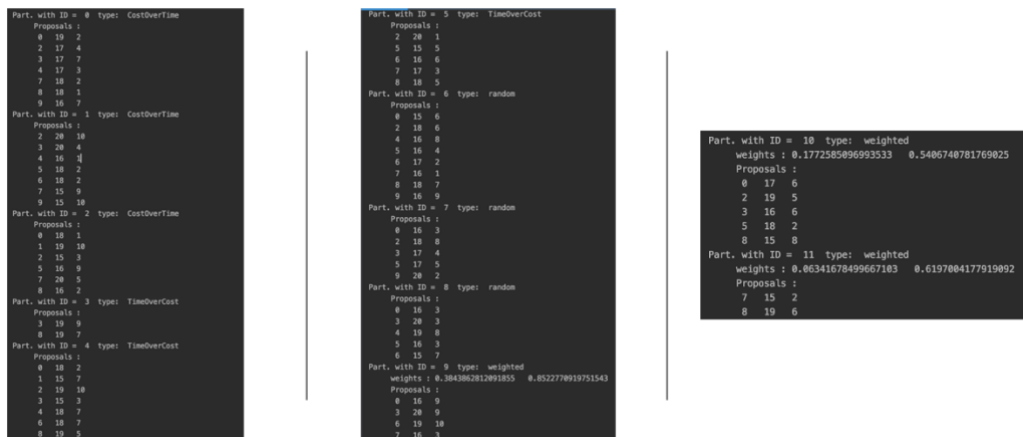 Part. with ID = 0 type: CostOverTime
Proposals :
0 19 2
2 17 4
3 17 7
4 17 3
7 18 2
8 18 1
9 16 7
Part. with ID = 1 type: CostOverTime
Proposals :
2 20 10
3 20 4
4 16 1
5 18 2
6 18 2
7 15 9
9 15 10
Part. with ID = 2 type: CostOverTime
Proposals :
0 18 1
1 19 10
2 15 3
5 16 9
7 20 5
8 16 2
Part. with ID = 3 type: TimeOverCost
Proposals :
3 19 9
8 19 7
Part. with ID = 4 type: TimeOverCost
Proposals :
0 18 2
1 15 7
2 19 10
3 15 3
4 18 7
6 18 7
8 19 5
Part. with ID = 5 type: TimeOverCost
Proposals :
2 20 1
5 15 5
6 16 6
7 17 3
8 18 5
Part. with ID = 6 type: random
Proposals :
0 15 6
2 18 6
4 16 8
5 16 4
6 17 2
7 16 1
8 18 7
9 16 9
Part. with ID = 7 type: random
Proposals :
0 16 3
2 18 8
3 17 4
5 17 5
9 20 2
Part. with ID = 8 type: random
Proposals :
0 16 3
3 20 3
4 19 8
5 16 3
6 15 7
Part. with ID = 9 type: weighted
weights : 0.3843862812091855 0.8522770919751543
Proposals :
0 16 9
3 20 9
6 19 10
7 16 3
Part. with ID = 10 type: weighted
weights : 0.1772585096993533 0.5406740781769025
Proposals :
0 17 6
2 19 5
3 16 6
5 18 2
8 15 8
Part. with ID = 11 type: weighted
weights : 0.06341678499667103 0.6197004177919092
Proposals :
7 15 2
8 19 6